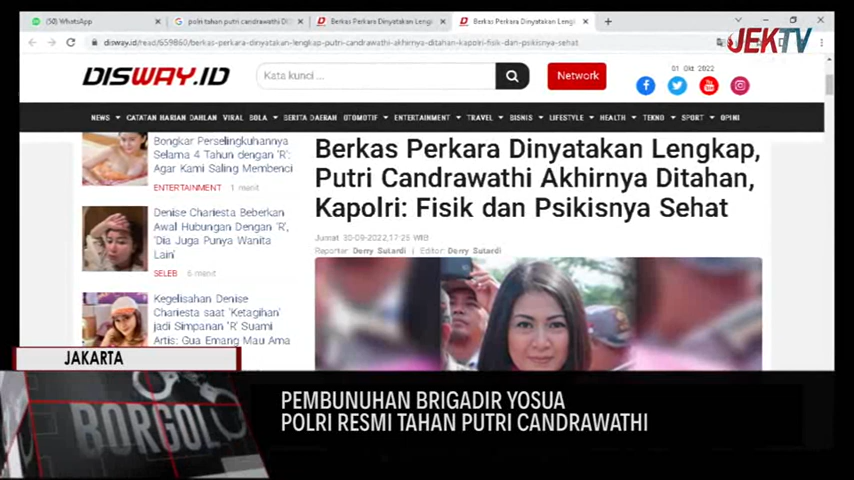 (50) WhatsApp
polri tahan putri candrawathi DI
Berkas Perkara Dinyatakan Leng
Berkas Perkara Dinyatakan Leng
disway.id/read/659860/berkas-perkara-dinyatakan-lengkap-putri-candrawathi-akhirnya-ditahan-kapolri-fisik-dan-psikisnya-sehat
JEKTV
DISWAY.ID
Kata kunci ...
Network
01 Okt 2022
NEWS CATATAN HARIAN DAHLAN VIRAL BOLA BERITA DAERAH OTOMOTIF ENTERTAINMENT TRAVEL BISNIS LIFESTYLE HEALTH TEKNO SPORT OPINI
Bongkar Perselingkuhannya
Selama 4 Tahun dengan 'R':
Agar Kami Saling Membenci
ENTERTAINMENT 1 menit
Denise Chariesta Beberkan
Awal Hubungan Dengan 'R',
'Dia Juga Punya Wanita
Lain'
SELEB 6 menit
Kegelisahan Denise
Chariesta saat 'Ketagihan'
jadi Simpanan 'R' Suami
Artis: Gua Emang Mau Ama
Berkas Perkara Dinyatakan Lengkap,
Putri Candrawathi Akhirnya Ditahan,
Kapolri: Fisik dan Psikisnya Sehat
Jumat 30-09-2022,17:25 WIB
Reporter: Derry Sutardi | Editor: Derry Sutardi
JAKARTA
BORGOL
PEMBUNUHAN BRIGADIR YOSUA
POLRI RESMI TAHAN PUTRI CANDRAWATHI